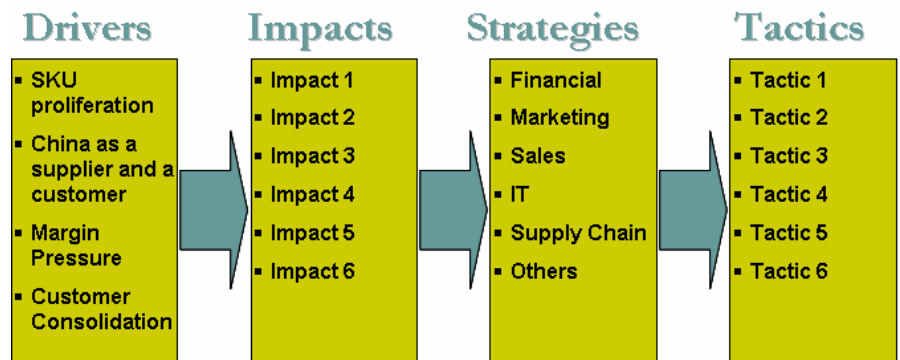 Drivers
▪ SKU
proliferation
▪ China as a
supplier and a
customer
▪ Margin
Pressure
▪ Customer
Consolidation
Impacts
▪ Impact 1
▪ Impact 2
▪ Impact 3
▪ Impact 4
▪ Impact 5
▪ Impact 6
Strategies
▪ Financial
▪ Marketing
▪ Sales
▪ IT
▪ Supply Chain
▪ Others
Tactics
▪ Tactic 1
▪ Tactic 2
▪ Tactic 3
▪ Tactic 4
▪ Tactic 5
▪ Tactic 6